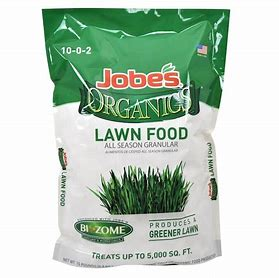 10-0-2
Jobe's
ORGANICS
LAWN FOOD
ALL SEASON GRANULAR
BIOZOME
PRODUCES A
GREENER LAWN
TREATS UP TO 5,000 SQ. FT.